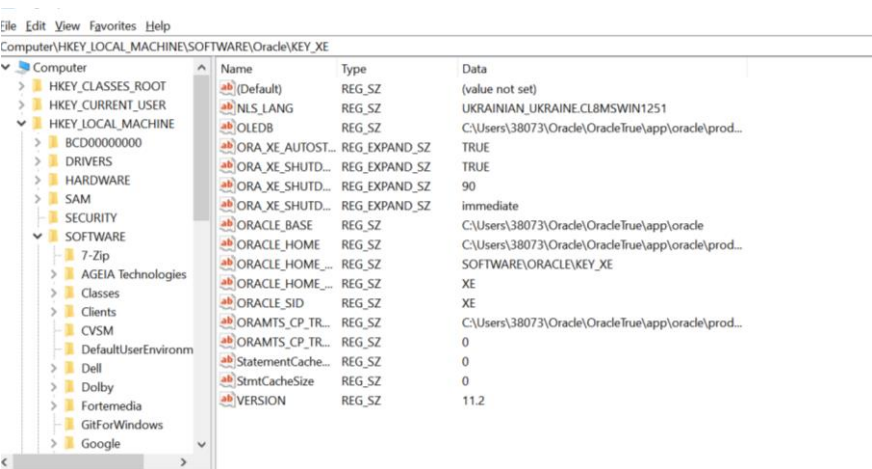 File Edit View Favorites Help
Computer\HKEY_LOCAL_MACHINE\SOFTWARE\Oracle\KEY_XE
Computer
HKEY_CLASSES_ROOT
HKEY_CURRENT_USER
HKEY_LOCAL_MACHINE
BCD00000000
DRIVERS
HARDWARE
SAM
SECURITY
SOFTWARE
7-Zip
AGEIA Technologies
Classes
Clients
CVSM
DefaultUserEnvironm
Dell
Dolby
Fortemedia
GitForWindows
Google
Name Type Data
(Default) REG_SZ (value not set)
NLS_LANG REG_SZ UKRAINIAN_UKRAINE.CL8MSWIN1251
OLEDB REG_SZ C:\Users\38073\Oracle\OracleTrue\app\oracle\prod...
ORA_XE_AUTOST... REG_EXPAND_SZ TRUE
ORA_XE_SHUTD... REG_EXPAND_SZ TRUE
ORA_XE_SHUTD... REG_EXPAND_SZ 90
ORA_XE_SHUTD... REG_EXPAND_SZ immediate
ORACLE_BASE REG_SZ C:\Users\38073\Oracle\OracleTrue\app\oracle
ORACLE_HOME REG_SZ C:\Users\38073\Oracle\OracleTrue\app\oracle\prod...
ORACLE_HOME_... REG_SZ SOFTWARE\ORACLE\KEY_XE
ORACLE_HOME_... REG_SZ XE
ORACLE_SID REG_SZ XE
ORAMTS_CP_TR... REG_SZ C:\Users\38073\Oracle\OracleTrue\app\oracle\prod...
ORAMTS_CP_TR... REG_SZ 0
StatementCache... REG_SZ 0
StmtCacheSize REG_SZ 0
VERSION REG_SZ 11.2